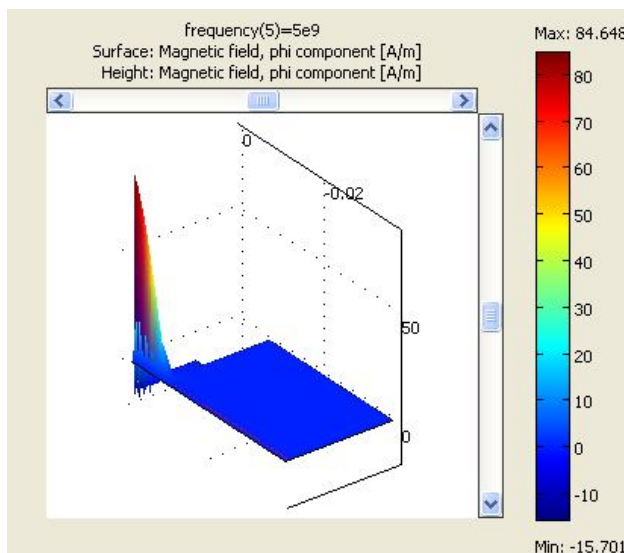 frequency(5)=5e9
Surface: Magnetic field, phi component [A/m]
Height: Magnetic field, phi component [A/m]
Max: 84.648
80
70
60
50
40
30
20
10
0
-10
Min: -15.701
0
-0.02
50
0